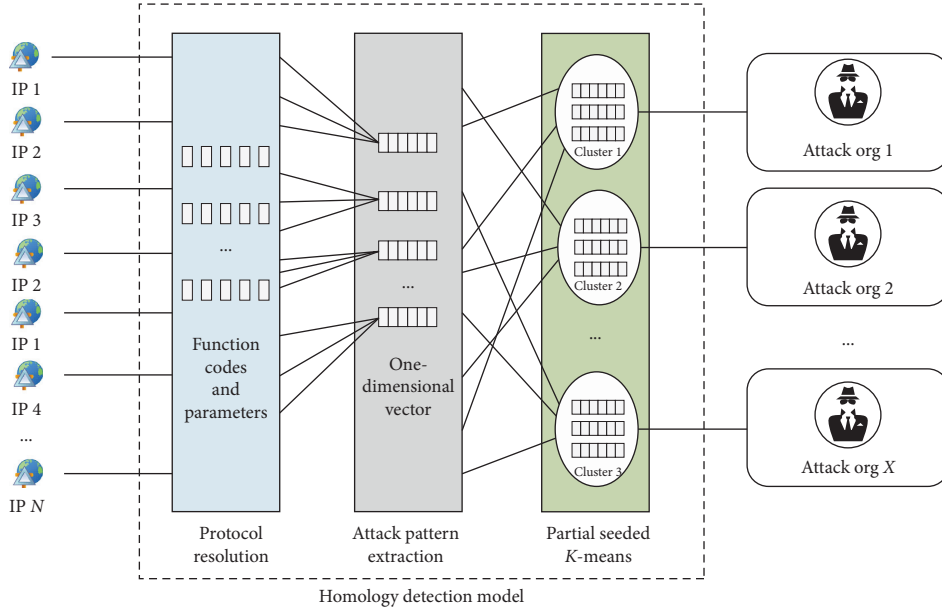 IP 1
IP 2
IP 3
IP 2
IP 1
IP 4
...
IP N
...
Function
codes
and
parameters
Protocol
resolution
...
One-
dimensional
vector
Attack pattern
extraction
Cluster 1
Cluster 2
...
Cluster 3
Partial seeded
K-means
Attack org 1
Attack org 2
...
Attack org X
Homology detection model